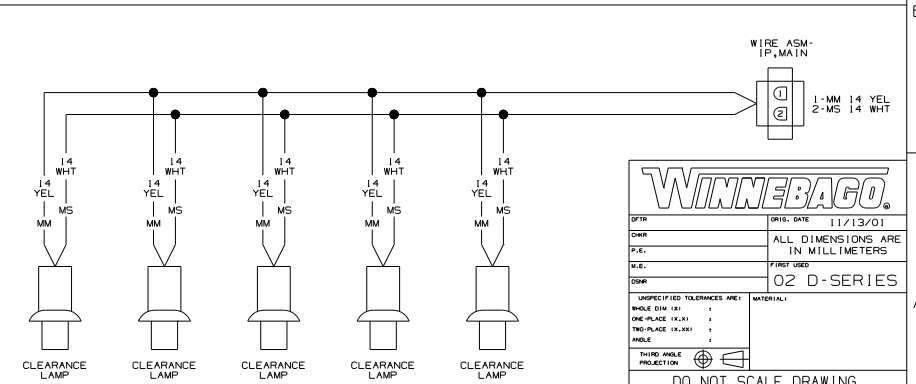 WIRE ASM-
IP,MAIN
1
2
1-MM 14 YEL
2-MS 14 WHT
14
WHT
14
YEL
MS
MM
14
WHT
14
YEL
MS
MM
14
WHT
14
YEL
MS
MM
14
WHT
14
YEL
MS
MM
14
WHT
14
YEL
MS
MM
CLEARANCE
LAMP
CLEARANCE
LAMP
CLEARANCE
LAMP
CLEARANCE
LAMP
CLEARANCE
LAMP
WINNEBAGO®
DFTR
ORIG. DATE 11/13/01
CHKR
ALL DIMENSIONS ARE
IN MILLIMETERS
P.E.
M.E.
FIRST USED
02 D-SERIES
DSNR
UNSPECIFIED TOLERANCES ARE:
MATERIAL:
WHOLE DIM (X) :
ONE-PLACE (X.X) :
TWO-PLACE (X.XX) :
ANGLE :
THIRD ANGLE
PROJECTION
DO NOT SCALE DRAWING